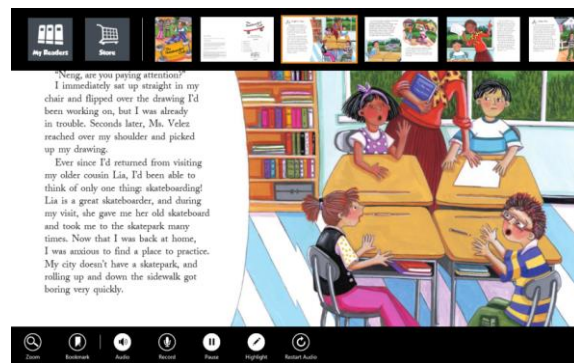 My Readers
Store
"Neng, are you paying attention?"
I immediately sat up straight in my
chair and flipped over the drawing I'd
been working on, but I was already
in trouble. Seconds later, Ms. Velez
reached over my shoulder and picked
up my drawing.
Ever since I'd returned from visiting
my older cousin Lia, I'd been able to
think of only one thing: skateboarding!
Lia is a great skateboarder, and during
my visit, she gave me her old skateboard
and took me to the skatepark many
times. Now that I was back at home,
I was anxious to find a place to practice.
My city doesn't have a skatepark, and
rolling up and down the sidewalk got
boring very quickly.
Zoom
Bookmark
Audio
Record
Pause
Highlight
Restart Audio